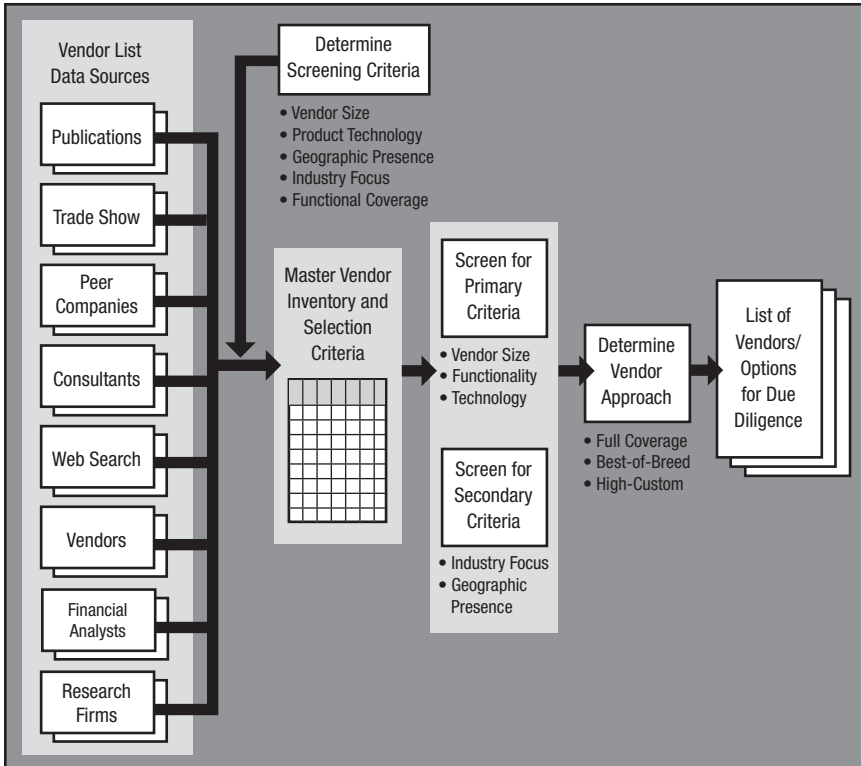 Vendor List
Data Sources
Publications
Trade Show
Peer
Companies
Consultants
Web Search
Vendors
Financial
Analysts
Research
Firms
Determine
Screening Criteria
• Vendor Size
• Product Technology
• Geographic Presence
• Industry Focus
• Functional Coverage
Master Vendor
Inventory and
Selection
Criteria
Screen for
Primary
Criteria
• Vendor Size
• Functionality
• Technology
Screen for
Secondary
Criteria
• Industry Focus
• Geographic
Presence
Determine
Vendor
Approach
• Full Coverage
• Best-of-Breed
• High-Custom
List of
Vendors/
Options
for Due
Diligence